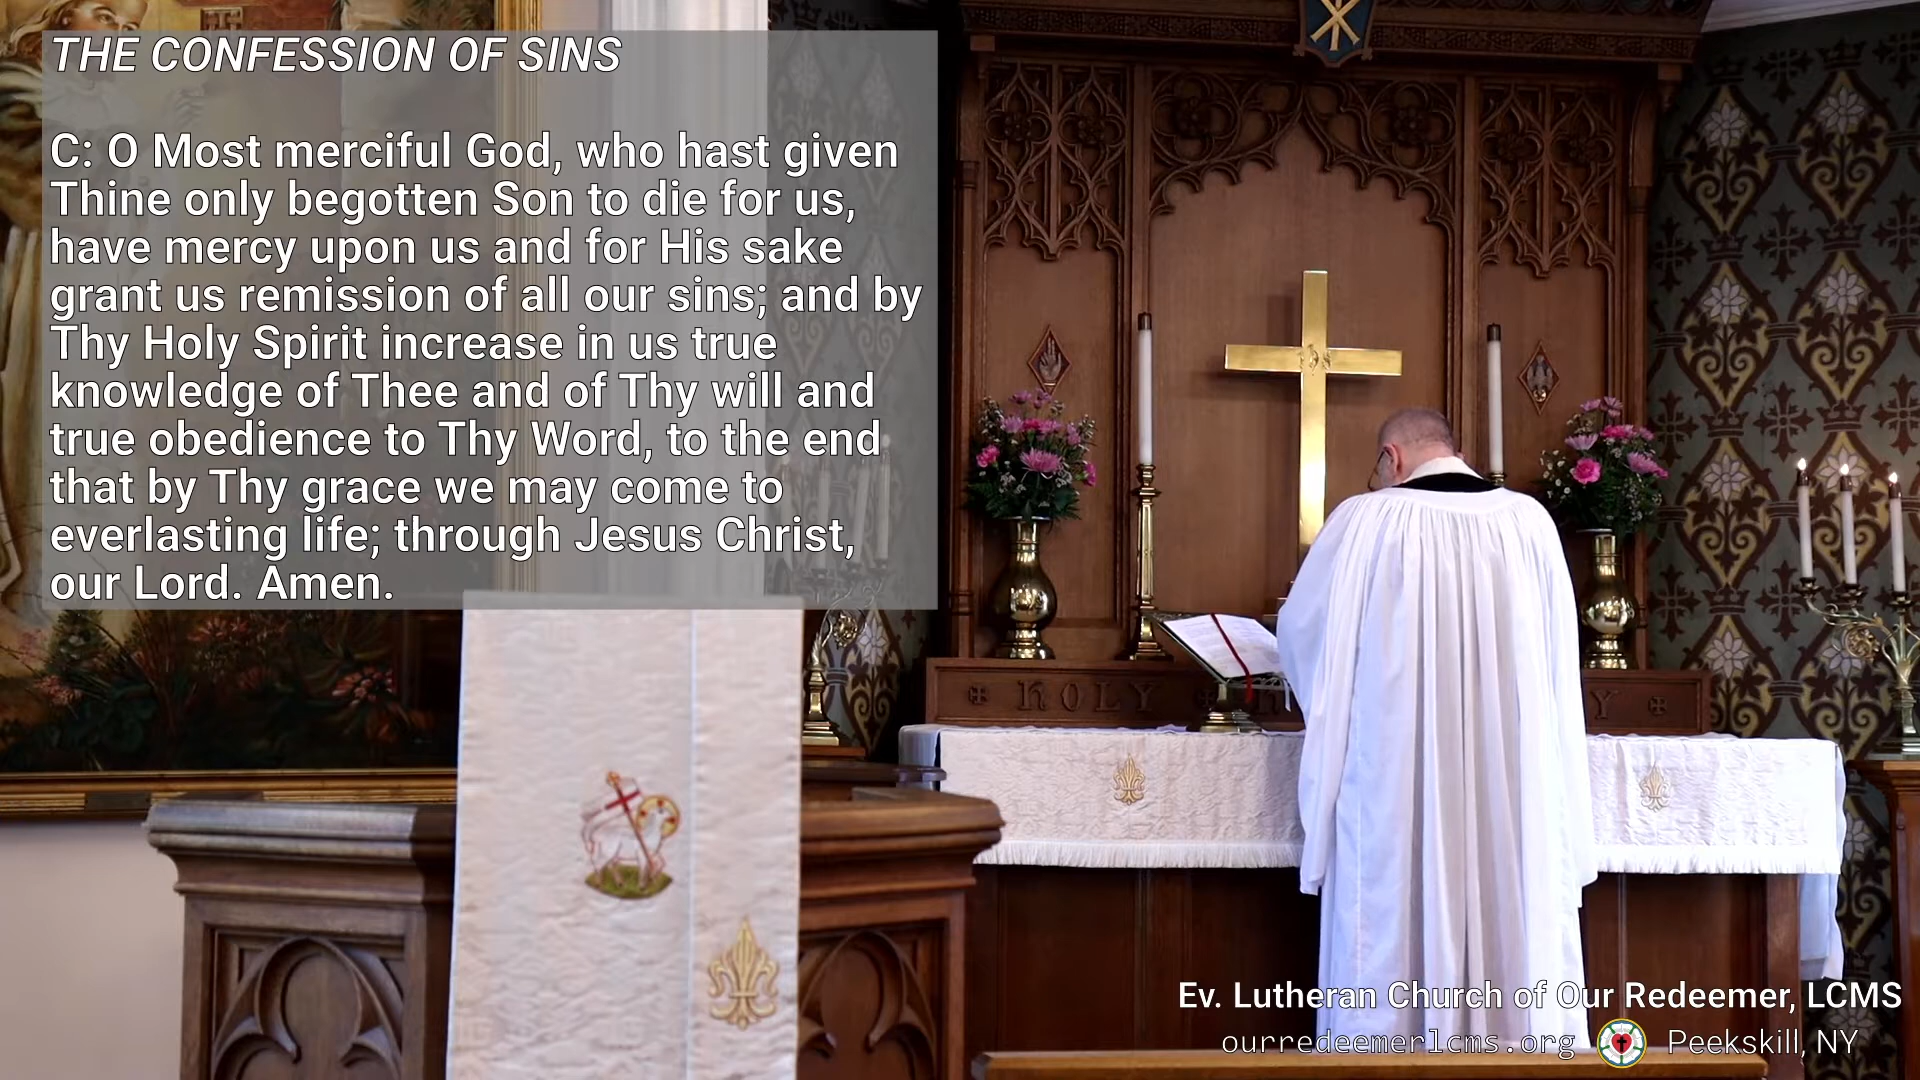 THE CONFESSION OF SINS
C: O Most merciful God, who hast given
Thine only begotten Son to die for us,
have mercy upon us and for His sake
grant us remission of all our sins; and by
Thy Holy Spirit increase in us true
knowledge of Thee and of Thy will and
true obedience to Thy Word, to the end
that by Thy grace we may come to
everlasting life; through Jesus Christ,
our Lord. Amen.
HOLY
Ev. Lutheran Church of Our Redeemer, LCMS
ourredeemerlcms.org Peekskill, NY